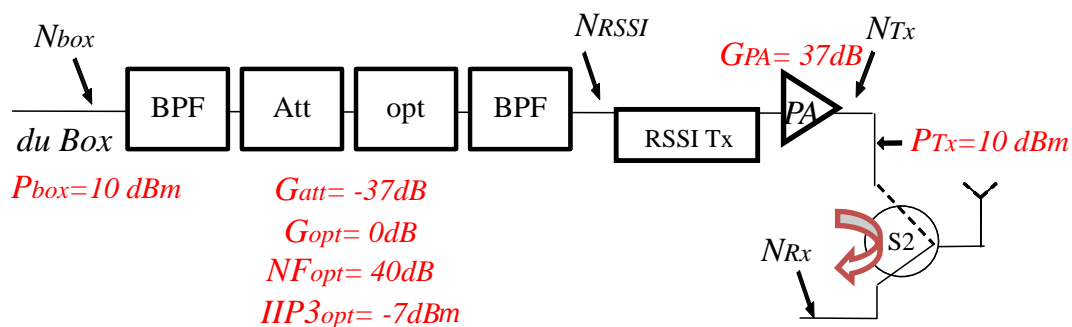 Nbox
NRSSI
GPA= 37dB
NTx
BPF
Att
opt
BPF
PA
du Box
RSSI Tx
PTx=10 dBm
Pbox=10 dBm
Gatt= -37dB
Gopt= 0dB
NFopt= 40dB
IIP3opt= -7dBm
S2
NRx